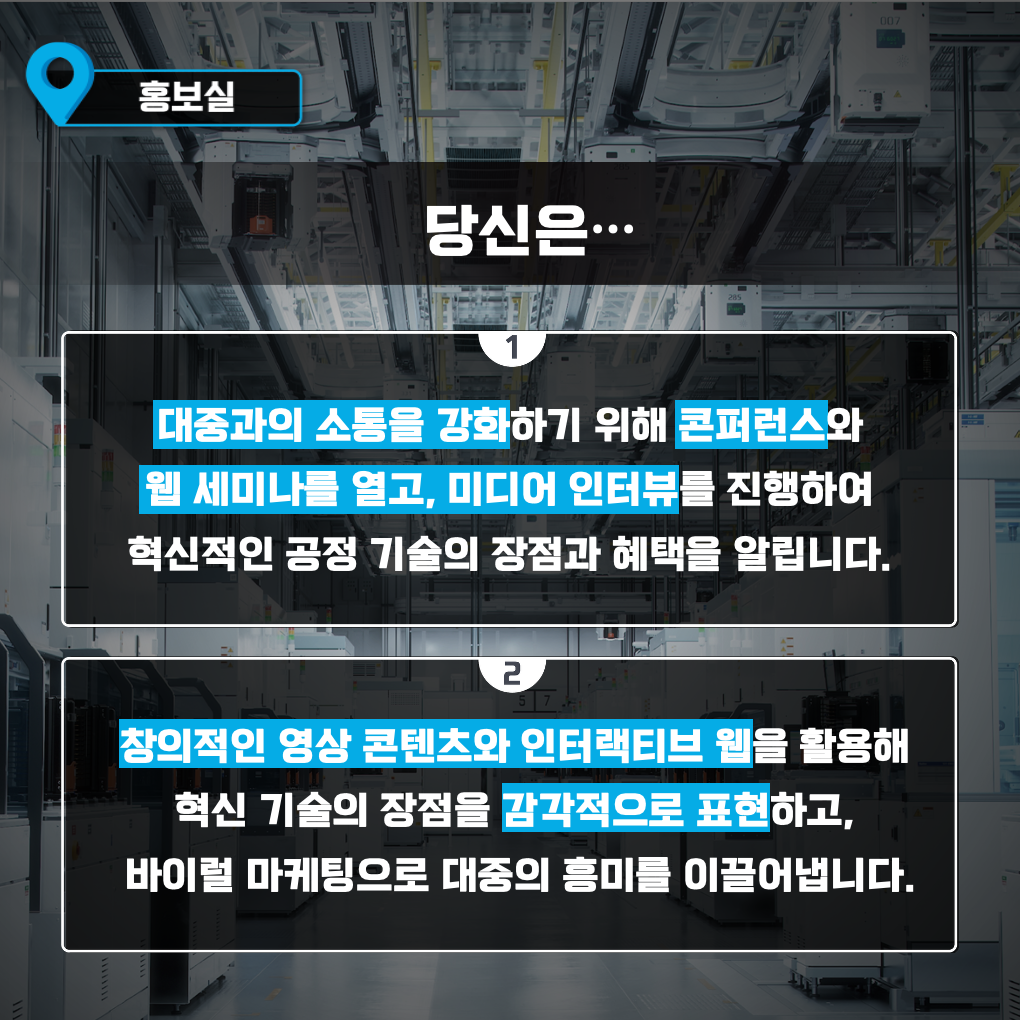 007
홍보실
당신은…
285
1
대중과의 소통을 강화하기 위해 콘퍼런스와
웹 세미나를 열고, 미디어 인터뷰를 진행하여
혁신적인 공정 기술의 장점과 혜택을 알립니다.
2
5 7
창의적인 영상 콘텐츠와 인터랙티브 웹을 활용해
혁신 기술의 장점을 감각적으로 표현하고,
바이럴 마케팅으로 대중의 흥미를 이끌어냅니다.